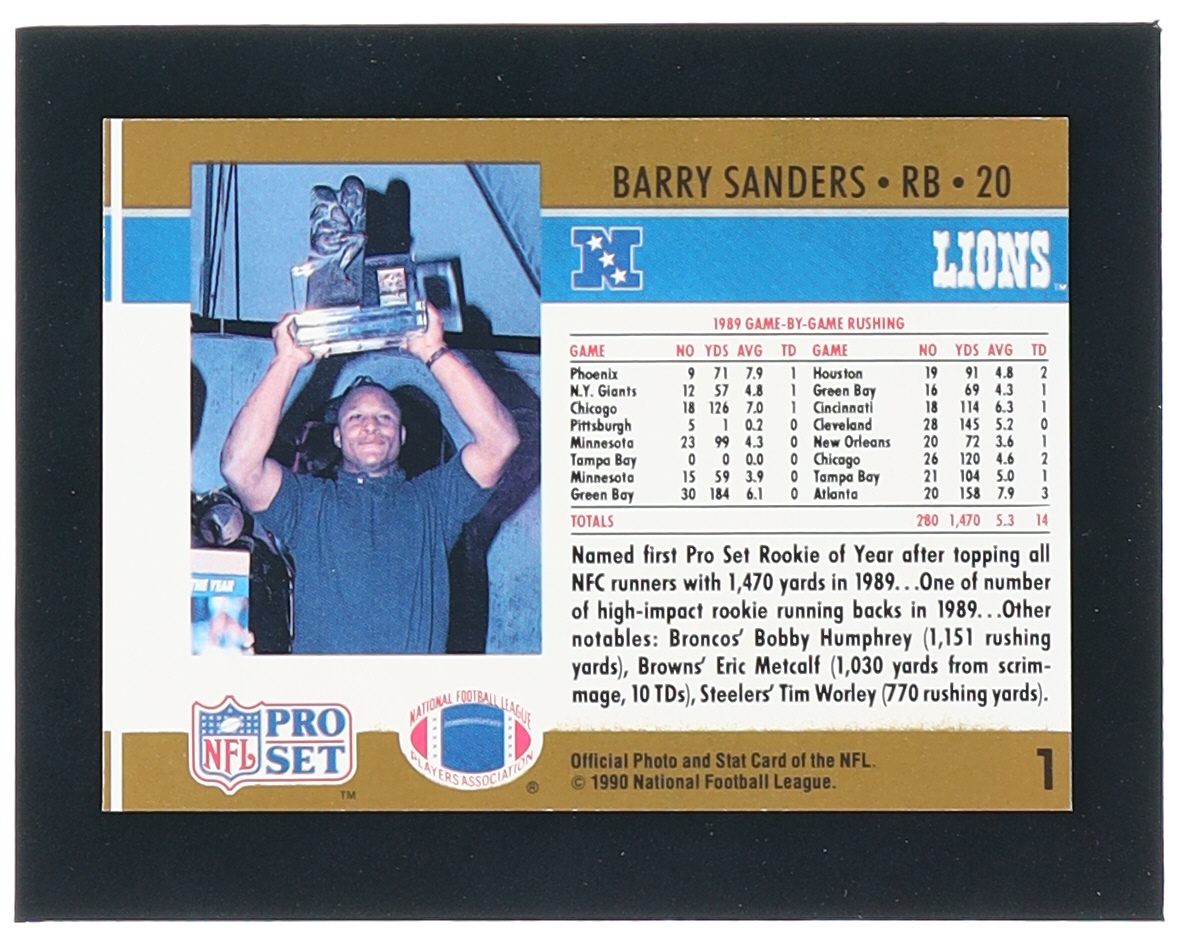 BARRY SANDERS • RB • 20
N
LIONS™
THE YEAR
1989 GAME-BY-GAME RUSHING
GAME NO YDS AVG TD GAME NO YDS AVG TD
Phoenix 9 71 7.9 1 Houston 19 91 4.8 2
N.Y. Giants 12 57 4.8 1 Green Bay 16 69 4.3 1
Chicago 18 126 7.0 1 Cincinnati 18 114 6.3 1
Pittsburgh 5 1 0.2 0 Cleveland 28 145 5.2 0
Minnesota 23 99 4.3 0 New Orleans 20 72 3.6 1
Tampa Bay 0 0 0.0 0 Chicago 26 120 4.6 2
Minnesota 15 59 3.9 0 Tampa Bay 21 104 5.0 1
Green Bay 30 184 6.1 0 Atlanta 20 158 7.9 3
TOTALS 280 1,470 5.3 14
Named first Pro Set Rookie of Year after topping all
NFC runners with 1,470 yards in 1989...One of number
of high-impact rookie running backs in 1989...Other
notables: Broncos' Bobby Humphrey (1,151 rushing
yards), Browns' Eric Metcalf (1,030 yards from scrim-
mage, 10 TDs), Steelers' Tim Worley (770 rushing yards).
NFL PRO SET ™
NATIONAL FOOTBALL LEAGUE
PLAYERS ASSOCIATION ®
Official Photo and Stat Card of the NFL.
© 1990 National Football League.
1